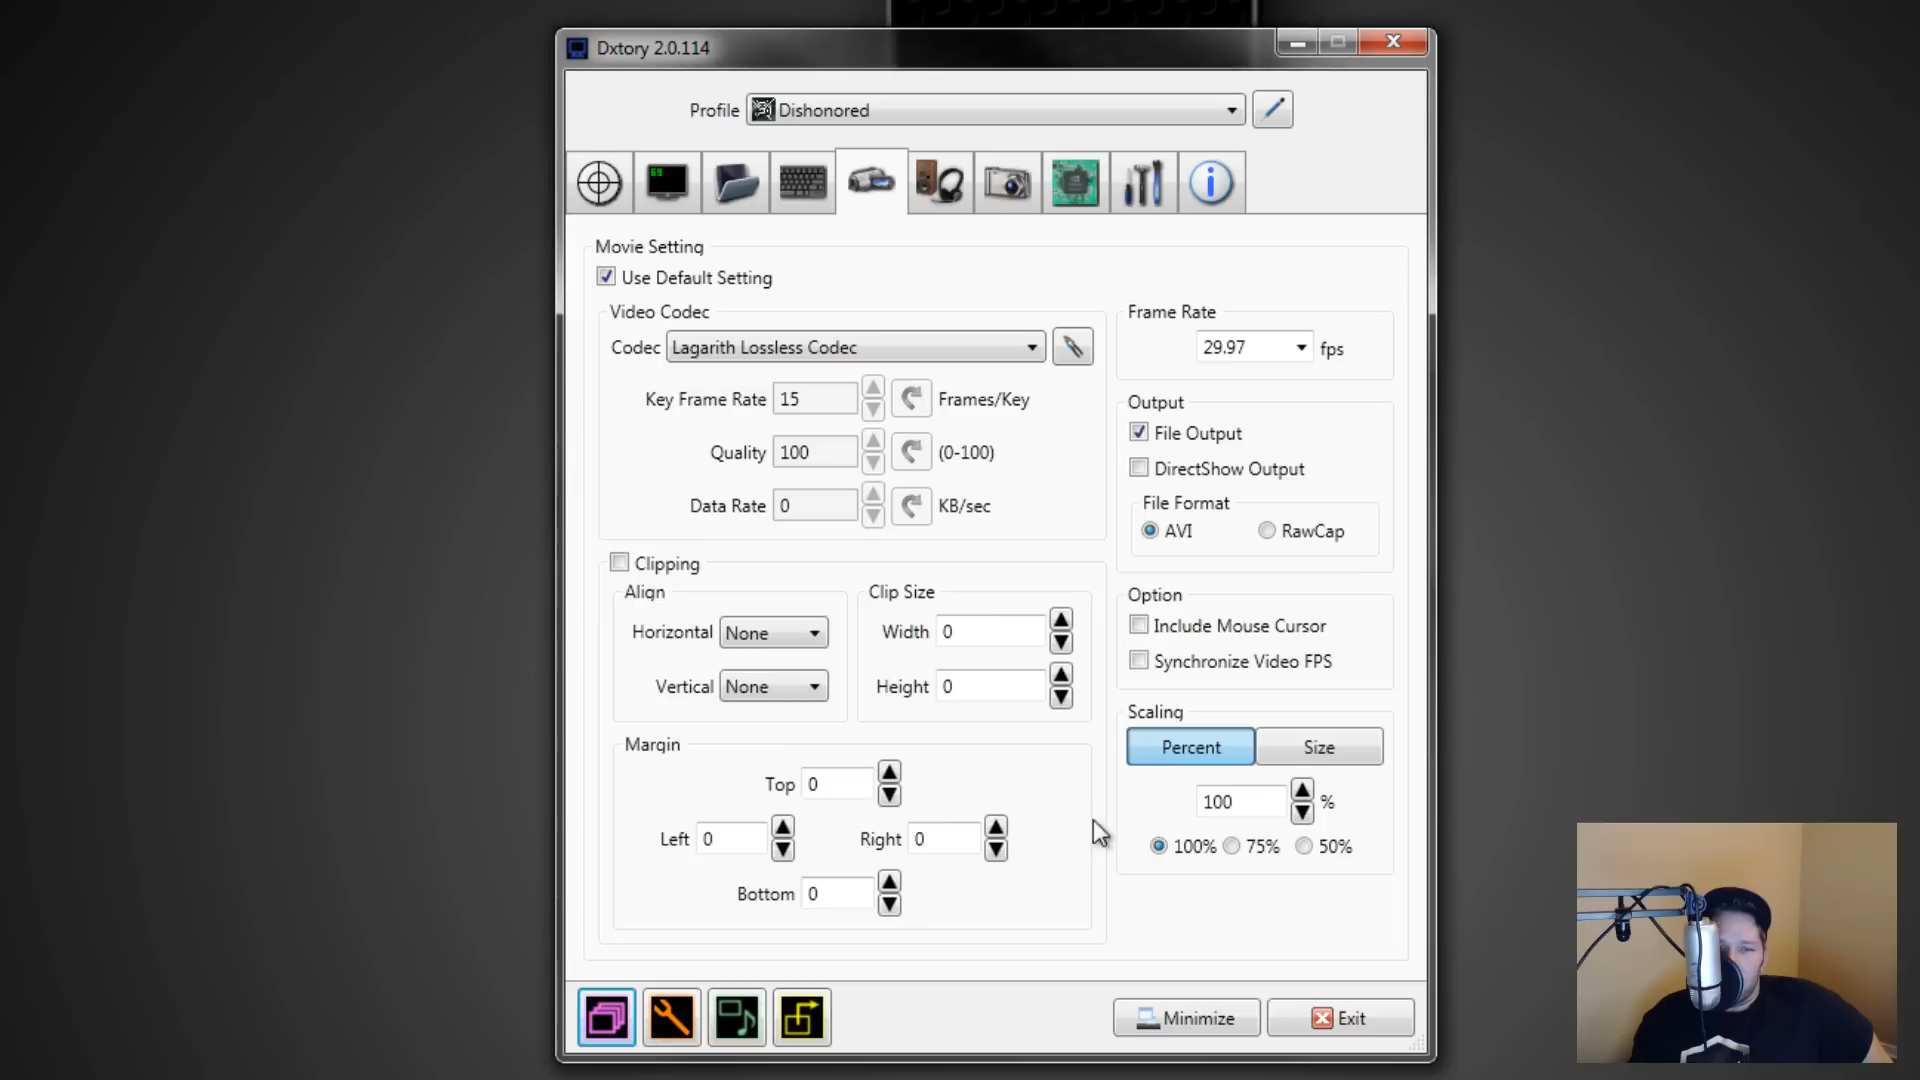 Dxtory 2.0.114
Profile Dishonored
69
Movie Setting
Use Default Setting
Video Codec
Codec Lagarith Lossless Codec
Key Frame Rate 15 Frames/Key
Quality 100 (0-100)
Data Rate 0 KB/sec
Frame Rate
29.97 fps
Output
File Output
DirectShow Output
File Format
AVI RawCap
Clipping
Align
Horizontal None
Vertical None
Clip Size
Width 0
Height 0
Option
Include Mouse Cursor
Synchronize Video FPS
Margin
Top 0
Left 0 Right 0
Bottom 0
Scaling
Percent Size
100 %
100% 75% 50%
Minimize Exit